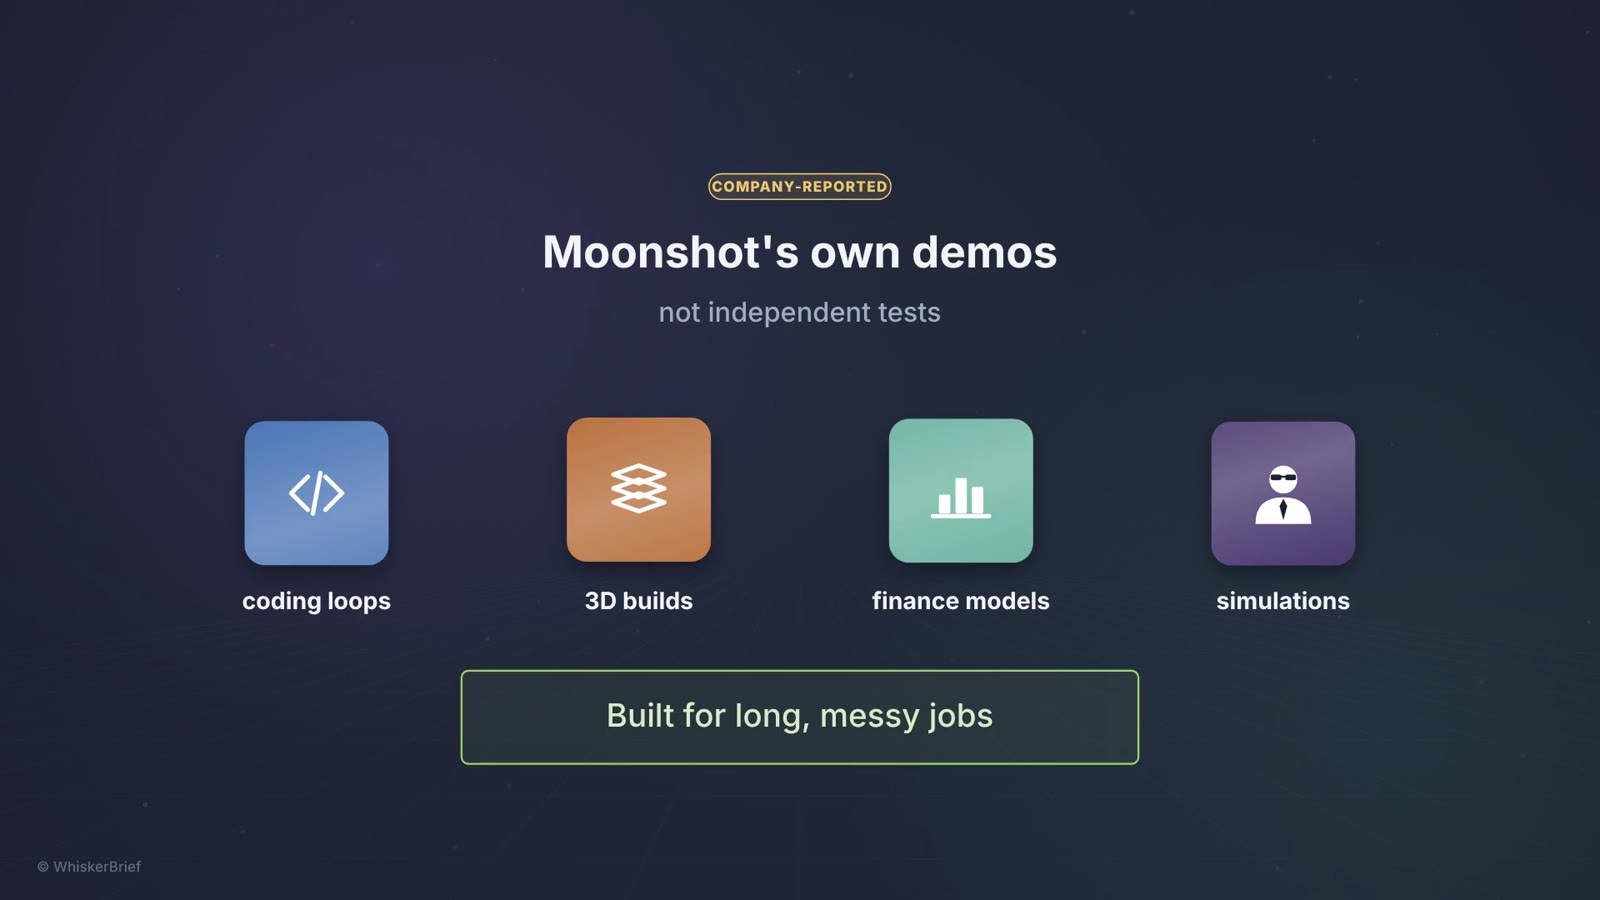 COMPANY-REPORTED
Moonshot's own demos
not independent tests
coding loops
3D builds
finance models
simulations
Built for long, messy jobs
© WhiskerBrief